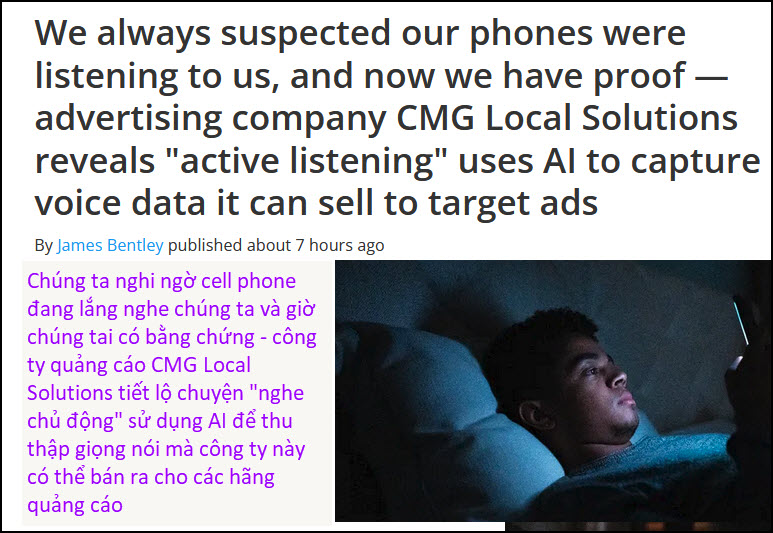 We always suspected our phones were
listening to us, and now we have proof —
advertising company CMG Local Solutions
reveals "active listening" uses AI to capture
voice data it can sell to target ads
By James Bentley published about 7 hours ago
Chúng ta nghi ngờ cell phone
đang lắng nghe chúng ta và giờ
chúng tai có bằng chứng - công
ty quảng cáo CMG Local
Solutions tiết lộ chuyện "nghe
chủ động" sử dụng AI để thu
thập giọng nói mà công ty này
có thể bán ra cho các hãng
quảng cáo